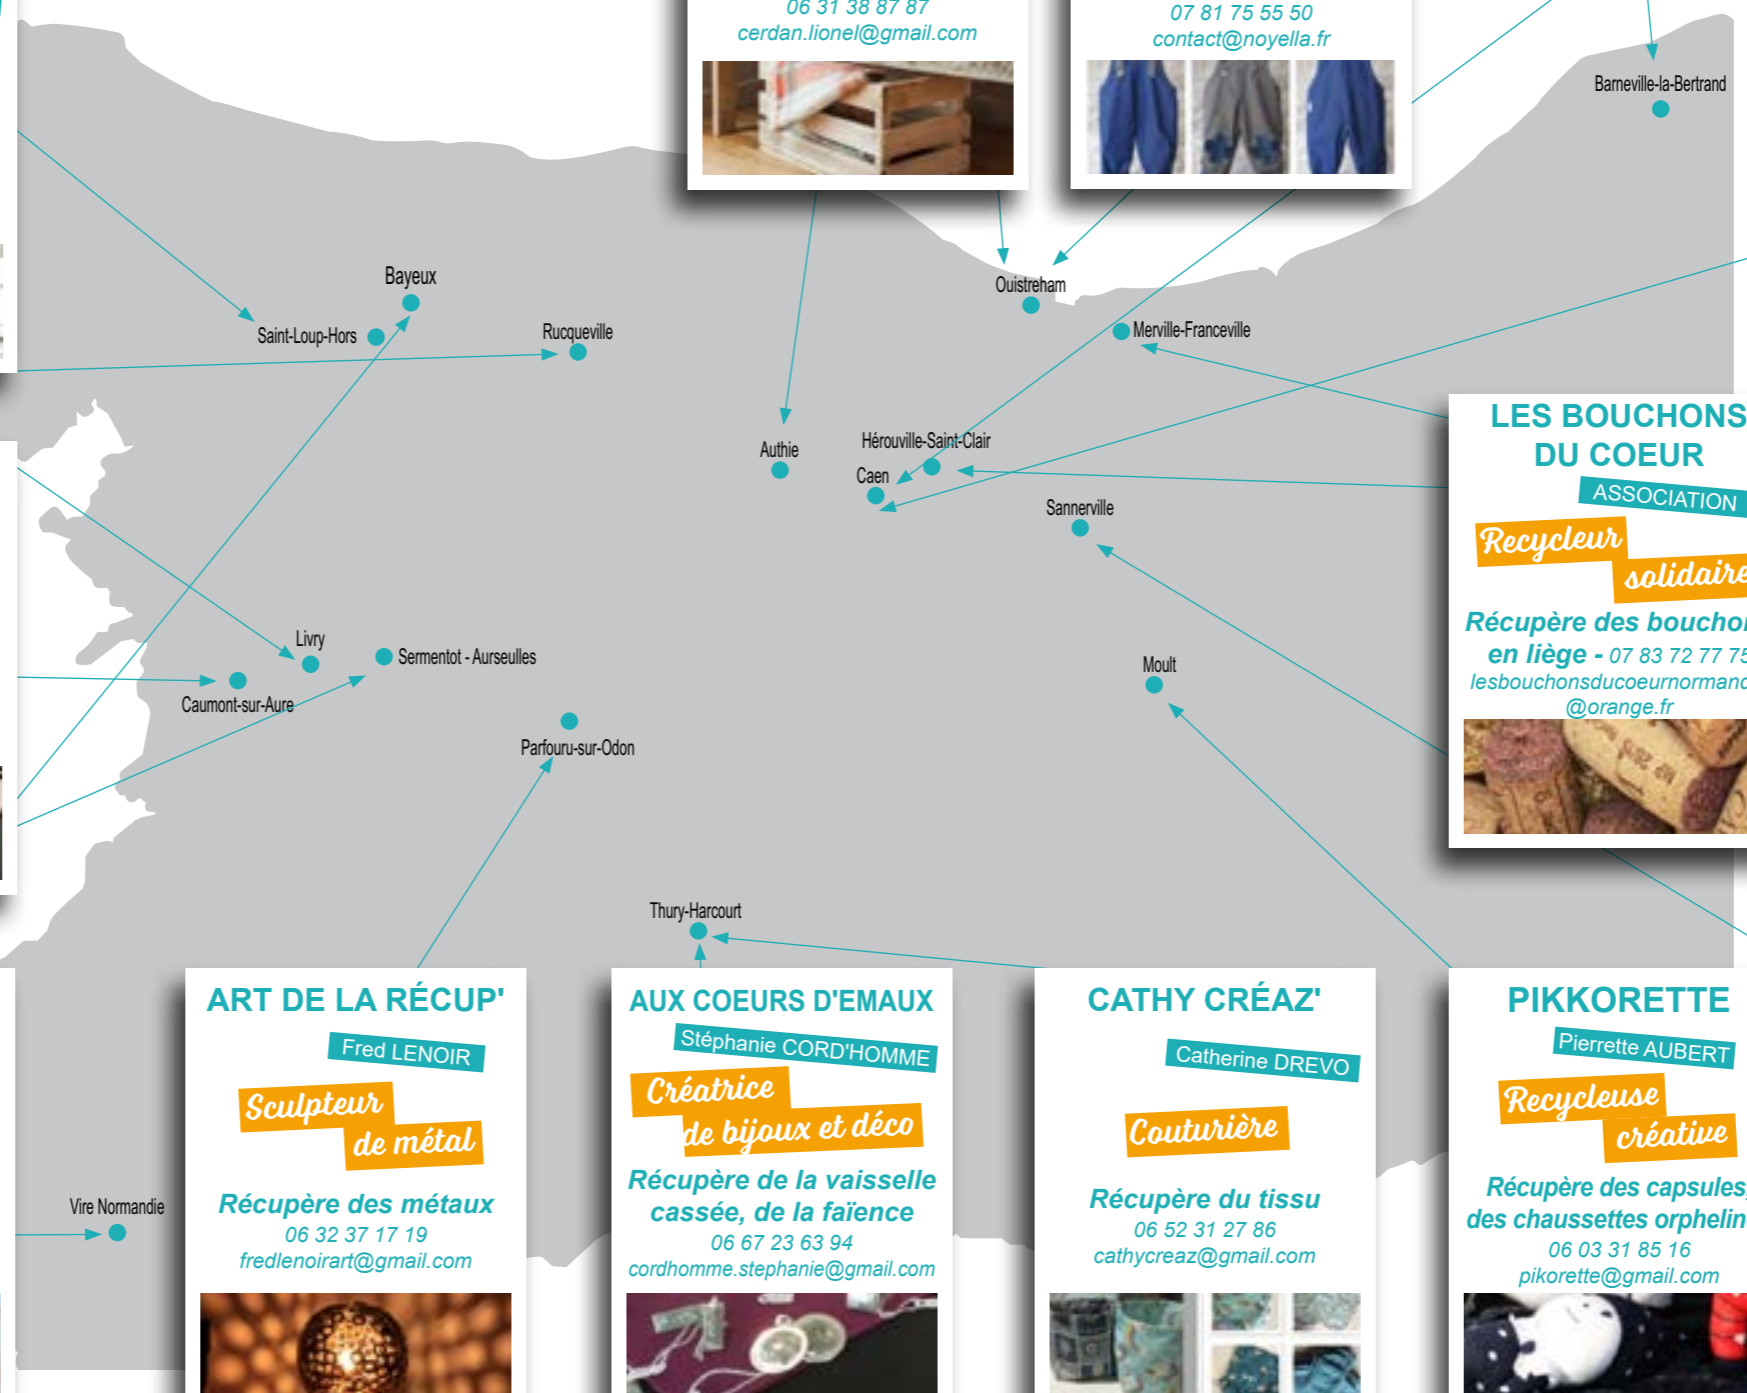 06 31 38 87 87
cerdan.lionel@gmail.com
07 81 75 55 50
contact@noyella.fr
Barneville-la-Bertrand
Bayeux
Saint-Loup-Hors
Rucqueville
Ouistreham
Merville-Franceville
Authie
Hérouville-Saint-Clair
Caen
Sannerville
Livry
Sermentot - Aurseulles
Caumont-sur-Aure
Parfouru-sur-Odon
Moult
Thury-Harcourt
Vire Normandie
LES BOUCHONS
DU COEUR
ASSOCIATION
Recycleur
solidaire
Récupère des bouchon
en liège - 07 83 72 77 75
lesbouchonsducoeurnormand
@orange.fr
ART DE LA RÉCUP'
Fred LENOIR
Sculpteur
de métal
Récupère des métaux
06 32 37 17 19
fredlenoirart@gmail.com
AUX COEURS D'EMAUX
Stéphanie CORD'HOMME
Créatrice
de bijoux et déco
Récupère de la vaisselle
cassée, de la faïence
06 67 23 63 94
cordhomme.stephanie@gmail.com
CATHY CRÉAZ'
Catherine DREVO
Couturière
Récupère du tissu
06 52 31 27 86
cathycreaz@gmail.com
PIKKORETTE
Pierrette AUBERT
Recycleuse
créative
Récupère des capsules,
des chaussettes orphelin
06 03 31 85 16
pikorette@gmail.com